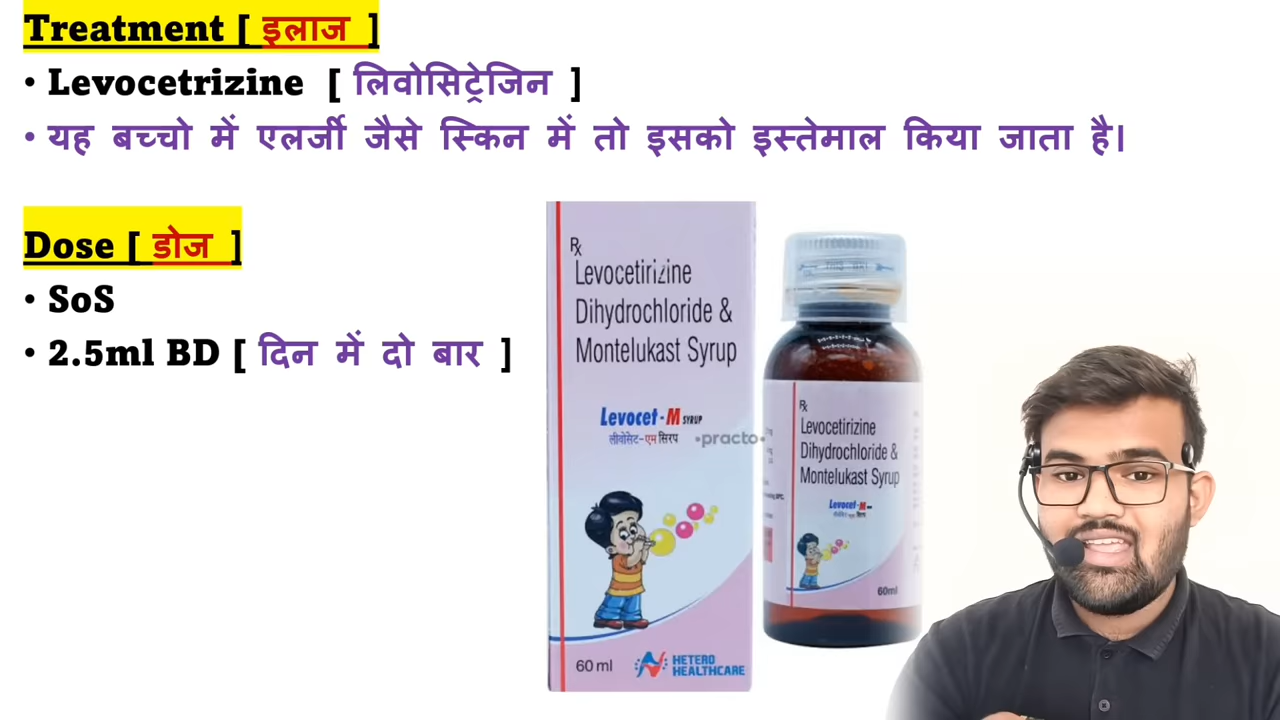 Treatment [ इलाज ]
• Levocetrizine [ लिवोसिट्रेजिन ]
• यह बच्चो में एलर्जी जैसे स्किन में तो इसको इस्तेमाल किया जाता है।
Dose [ डोज ]
• SoS
• 2.5ml BD [ दिन में दो बार ]
Rx
Levocetirizine
Dihydrochloride &
Montelukast Syrup
Levocet-M SYRUP
लीवोसेट-एम सिरप
•practo•
60 ml
HETERO
HEALTHCARE
Rx
Levocetirizine
Dihydrochloride &
Montelukast Syrup
Levocet-M
60ml